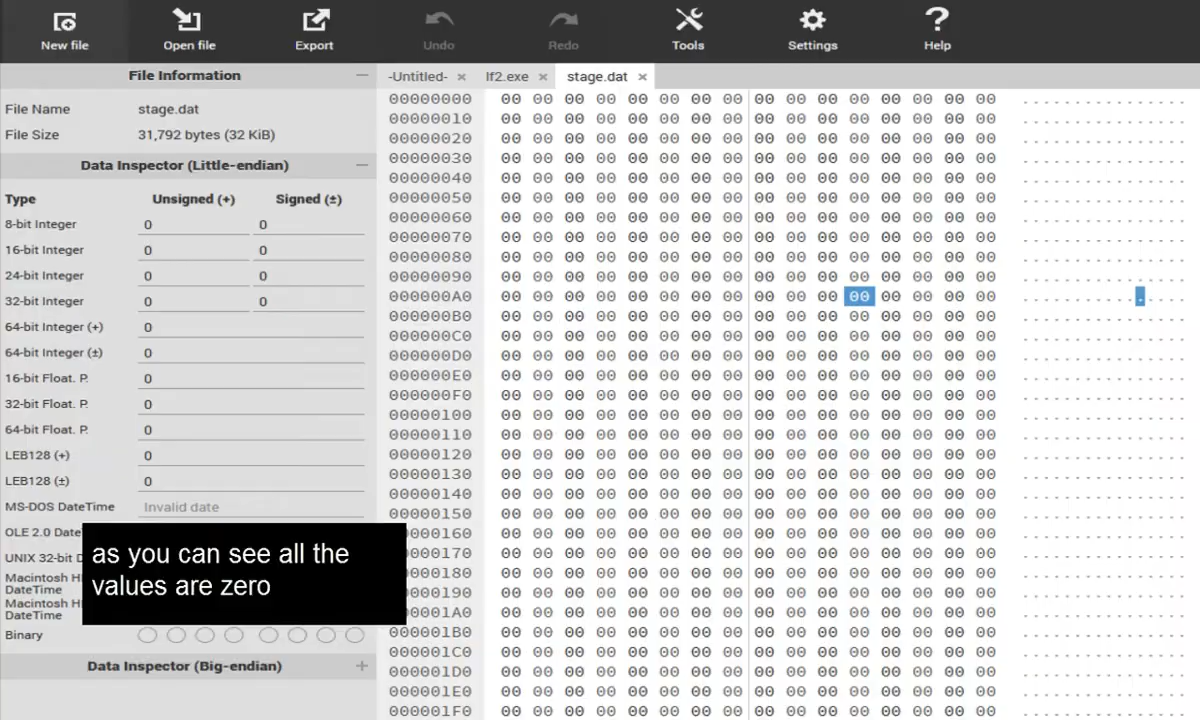 New file Open file Export Undo Redo Tools Settings Help
File Information
-Untitled- × lf2.exe × stage.dat ×
File Name stage.dat
File Size 31,792 bytes (32 KiB)
Data Inspector (Little-endian)
Type Unsigned (+) Signed (±)
8-bit Integer 0 0
16-bit Integer 0 0
24-bit Integer 0 0
32-bit Integer 0 0
64-bit Integer (+) 0
64-bit Integer (±) 0
16-bit Float. P. 0
32-bit Float. P. 0
64-bit Float. P. 0
LEB128 (+) 0
LEB128 (±) 0
MS-DOS DateTime Invalid date
OLE 2.0 Date
UNIX 32-bit
Macintosh
DateTime
Macintosh
DateTime
Binary
Data Inspector (Big-endian)
as you can see all the
values are zero
00000000 00 00 00 00 00 00 00 00 00 00 00 00 00 00 00 00 ................
00000010 00 00 00 00 00 00 00 00 00 00 00 00 00 00 00 00 ................
00000020 00 00 00 00 00 00 00 00 00 00 00 00 00 00 00 00 ................
00000030 00 00 00 00 00 00 00 00 00 00 00 00 00 00 00 00 ................
00000040 00 00 00 00 00 00 00 00 00 00 00 00 00 00 00 00 ................
00000050 00 00 00 00 00 00 00 00 00 00 00 00 00 00 00 00 ................
00000060 00 00 00 00 00 00 00 00 00 00 00 00 00 00 00 00 ................
00000070 00 00 00 00 00 00 00 00 00 00 00 00 00 00 00 00 ................
00000080 00 00 00 00 00 00 00 00 00 00 00 00 00 00 00 00 ................
00000090 00 00 00 00 00 00 00 00 00 00 00 00 00 00 00 00 ................
000000A0 00 00 00 00 00 00 00 00 00 00 00 00 00 00 00 00 ................
000000B0 00 00 00 00 00 00 00 00 00 00 00 00 00 00 00 00 ................
000000C0 00 00 00 00 00 00 00 00 00 00 00 00 00 00 00 00 ................
000000D0 00 00 00 00 00 00 00 00 00 00 00 00 00 00 00 00 ................
000000E0 00 00 00 00 00 00 00 00 00 00 00 00 00 00 00 00 ................
000000F0 00 00 00 00 00 00 00 00 00 00 00 00 00 00 00 00 ................
00000100 00 00 00 00 00 00 00 00 00 00 00 00 00 00 00 00 ................
00000110 00 00 00 00 00 00 00 00 00 00 00 00 00 00 00 00 ................
00000120 00 00 00 00 00 00 00 00 00 00 00 00 00 00 00 00 ................
00000130 00 00 00 00 00 00 00 00 00 00 00 00 00 00 00 00 ................
00000140 00 00 00 00 00 00 00 00 00 00 00 00 00 00 00 00 ................
00000150 00 00 00 00 00 00 00 00 00 00 00 00 00 00 00 00 ................
00000160 00 00 00 00 00 00 00 00 00 00 00 00 00 00 00 00 ................
00000170 00 00 00 00 00 00 00 00 00 00 00 00 00 00 00 00 ................
00000180 00 00 00 00 00 00 00 00 00 00 00 00 00 00 00 00 ................
00000190 00 00 00 00 00 00 00 00 00 00 00 00 00 00 00 00 ................
000001A0 00 00 00 00 00 00 00 00 00 00 00 00 00 00 00 00 ................
000001B0 00 00 00 00 00 00 00 00 00 00 00 00 00 00 00 00 ................
000001C0 00 00 00 00 00 00 00 00 00 00 00 00 00 00 00 00 ................
000001D0 00 00 00 00 00 00 00 00 00 00 00 00 00 00 00 00 ................
000001E0 00 00 00 00 00 00 00 00 00 00 00 00 00 00 00 00 ................
000001F0 00 00 00 00 00 00 00 00 00 00 00 00 00 00 00 00 ................